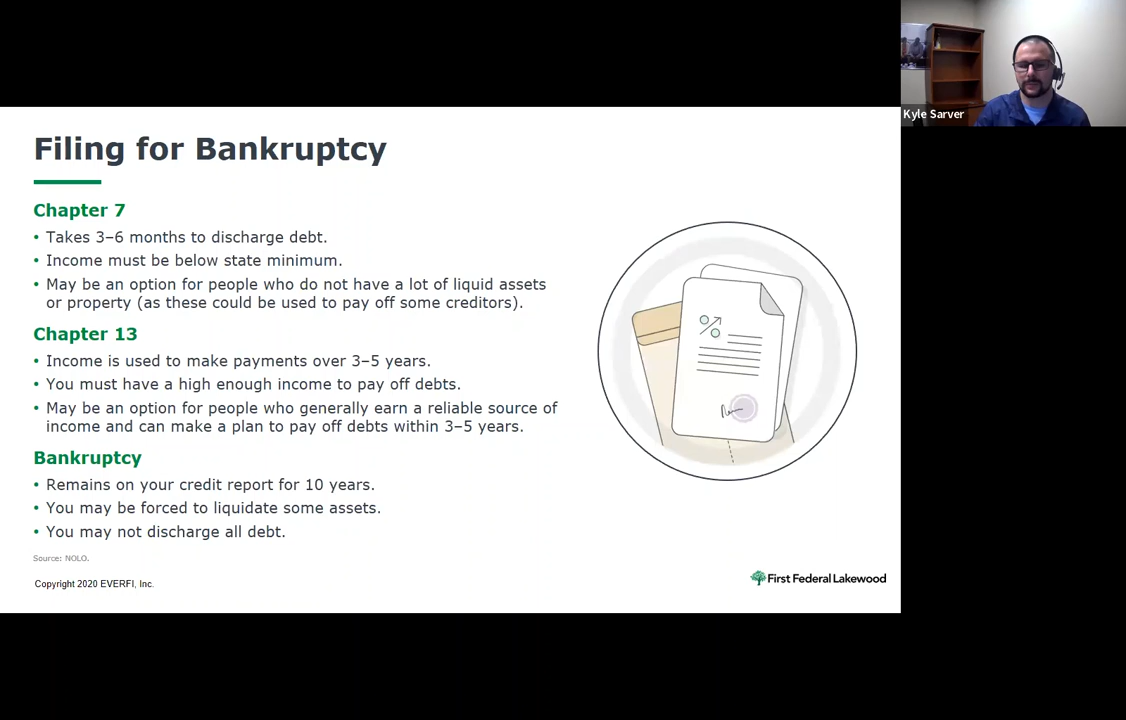 Kyle Sarver
Filing for Bankruptcy
Chapter 7
• Takes 3–6 months to discharge debt.
• Income must be below state minimum.
• May be an option for people who do not have a lot of liquid assets
or property (as these could be used to pay off some creditors).
Chapter 13
• Income is used to make payments over 3–5 years.
• You must have a high enough income to pay off debts.
• May be an option for people who generally earn a reliable source of
income and can make a plan to pay off debts within 3–5 years.
Bankruptcy
• Remains on your credit report for 10 years.
• You may be forced to liquidate some assets.
• You may not discharge all debt.
Source: NOLO.
Copyright 2020 EVERFI, Inc.
First Federal Lakewood